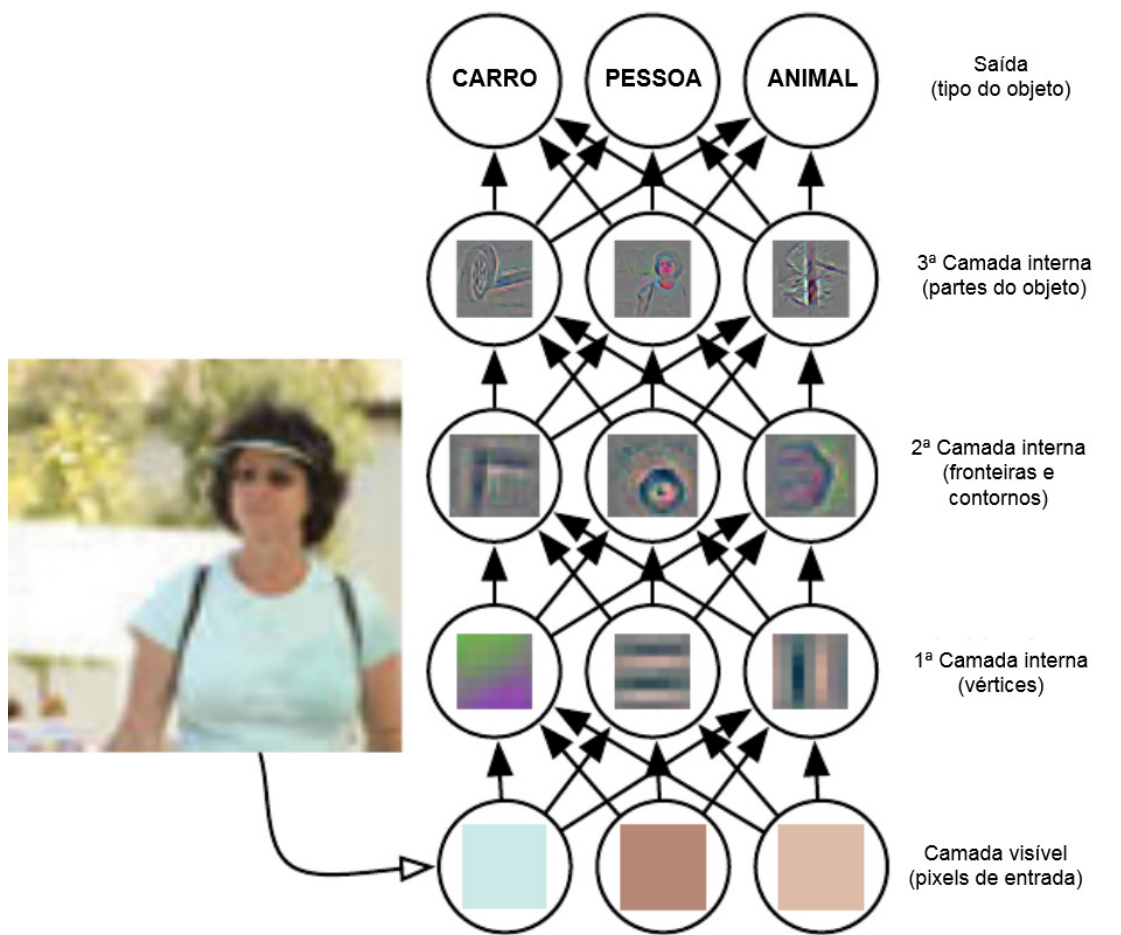 CARRO
PESSOA
ANIMAL
Saída
(tipo do objeto)
3ª Camada interna
(partes do objeto)
2ª Camada interna
(fronteiras e
contornos)
1ª Camada interna
(vértices)
Camada visível
(pixels de entrada)